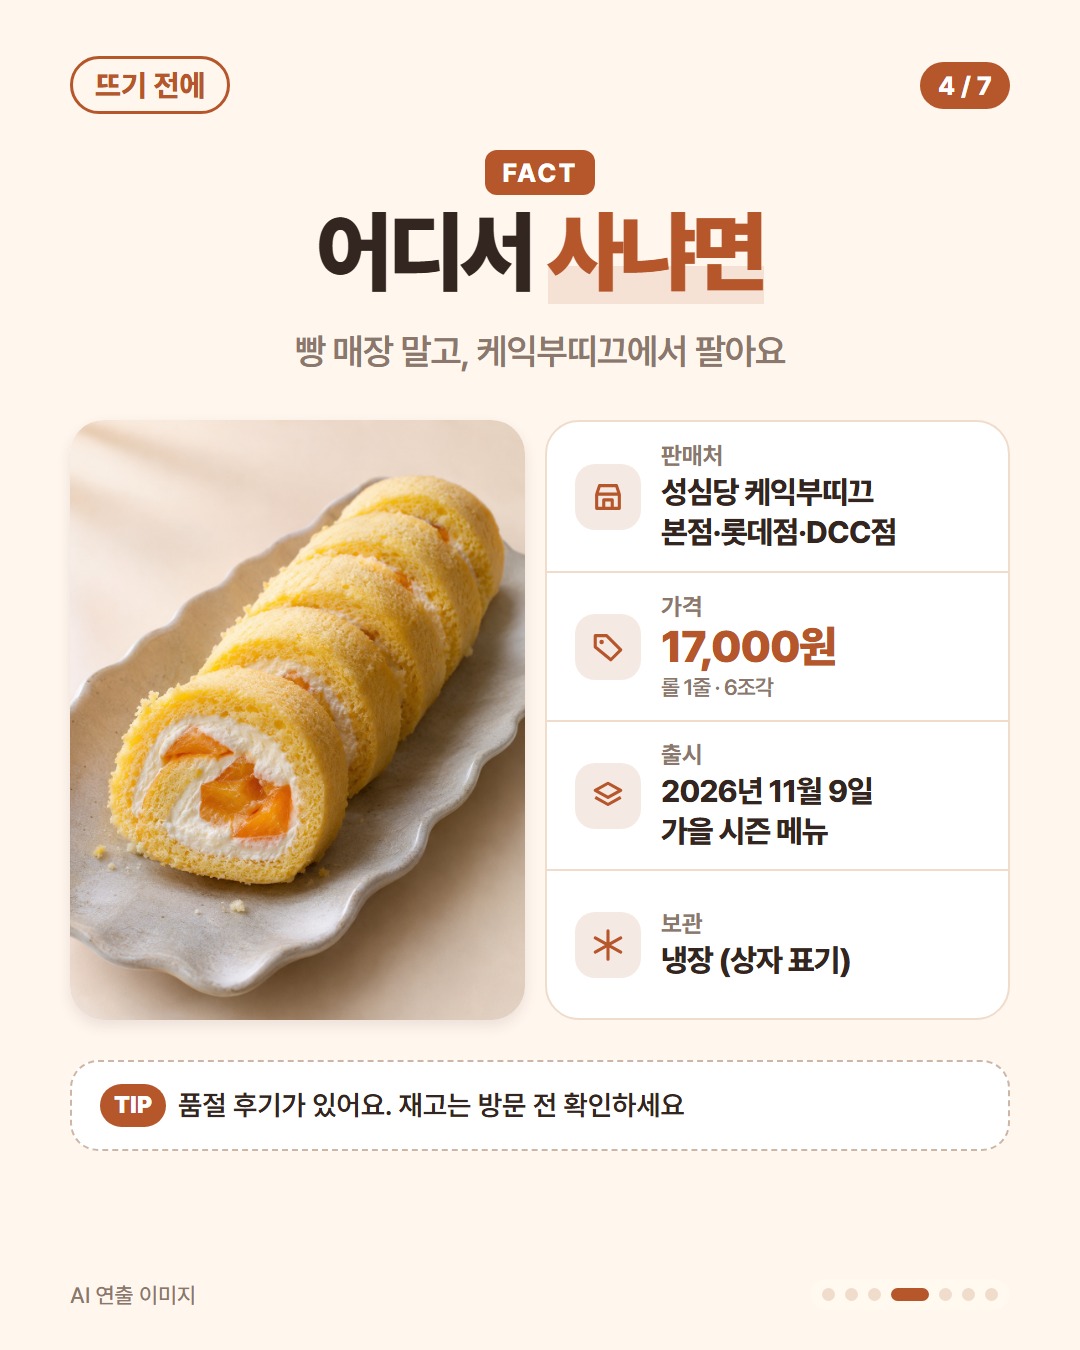 뜨기 전에
4 / 7
FACT
어디서 사냐면
빵 매장 말고, 케익부띠끄에서 팔아요
판매처
성심당 케익부띠끄
본점·롯데점·DCC점
가격
17,000원
롤 1줄 · 6조각
출시
2026년 11월 9일
가을 시즌 메뉴
보관
냉장 (상자 표기)
TIP 품절 후기가 있어요. 재고는 방문 전 확인하세요
AI 연출 이미지